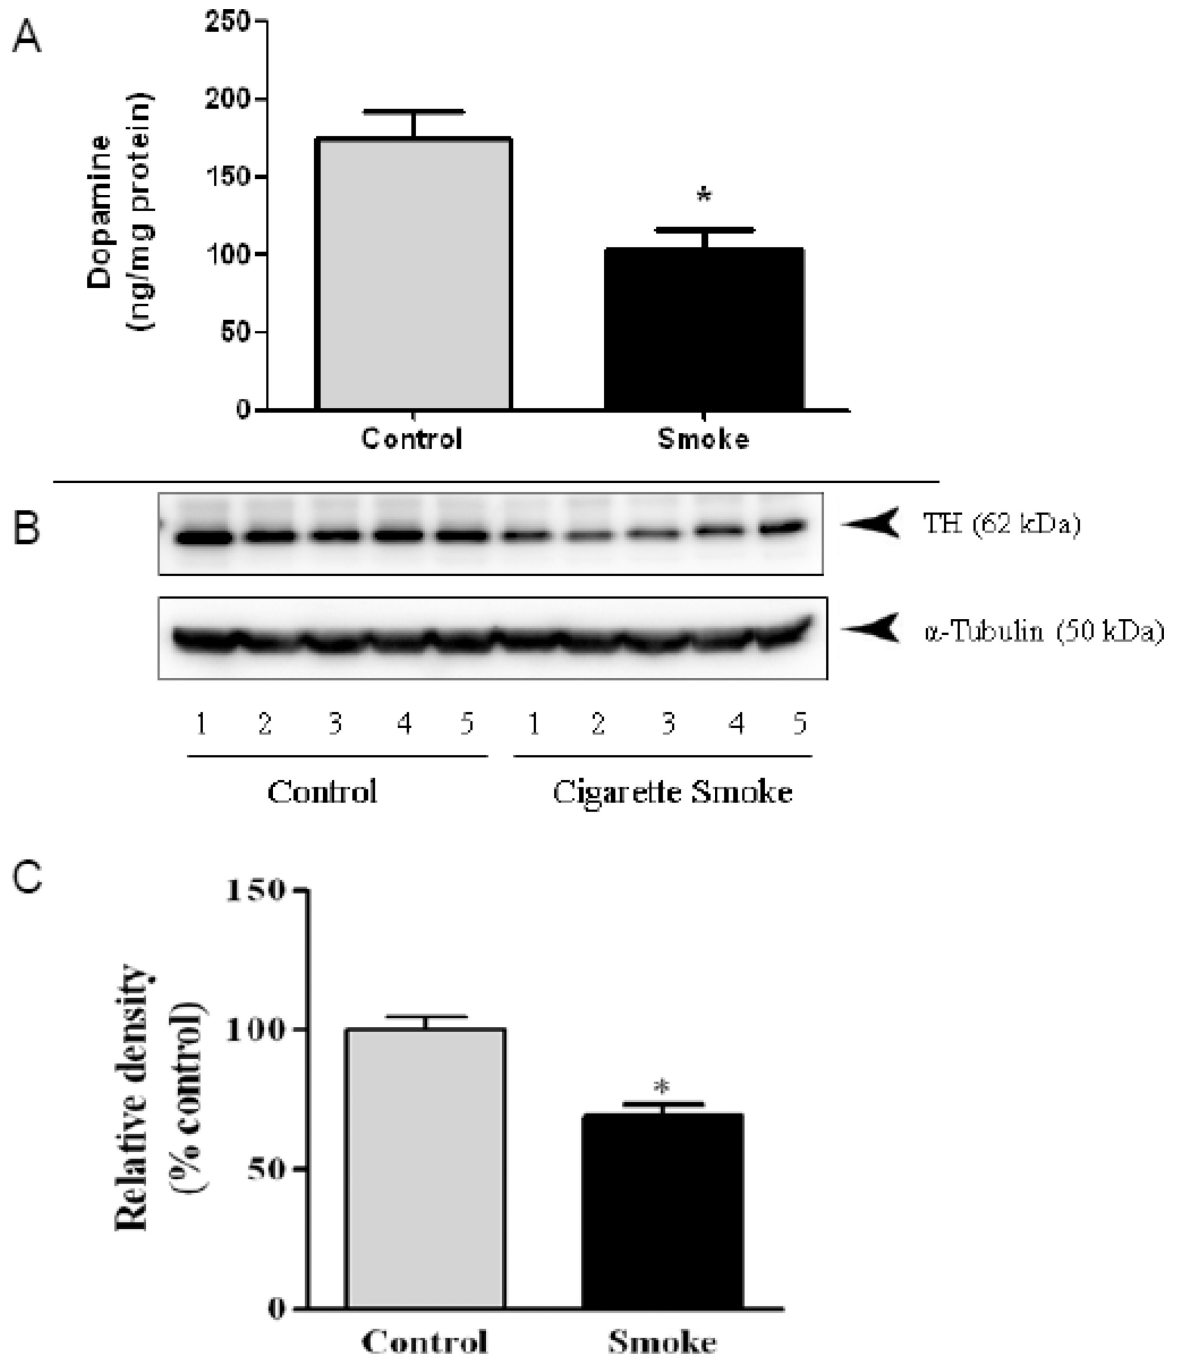 A
250
200
150
100
50
0
Dopamine
(ng/mg protein)
*
Control Smoke
B
TH (62 kDa)
α-Tubulin (50 kDa)
1 2 3 4 5 1 2 3 4 5
Control Cigarette Smoke
C
150
100
50
0
Relative density
(% control)
*
Control Smoke